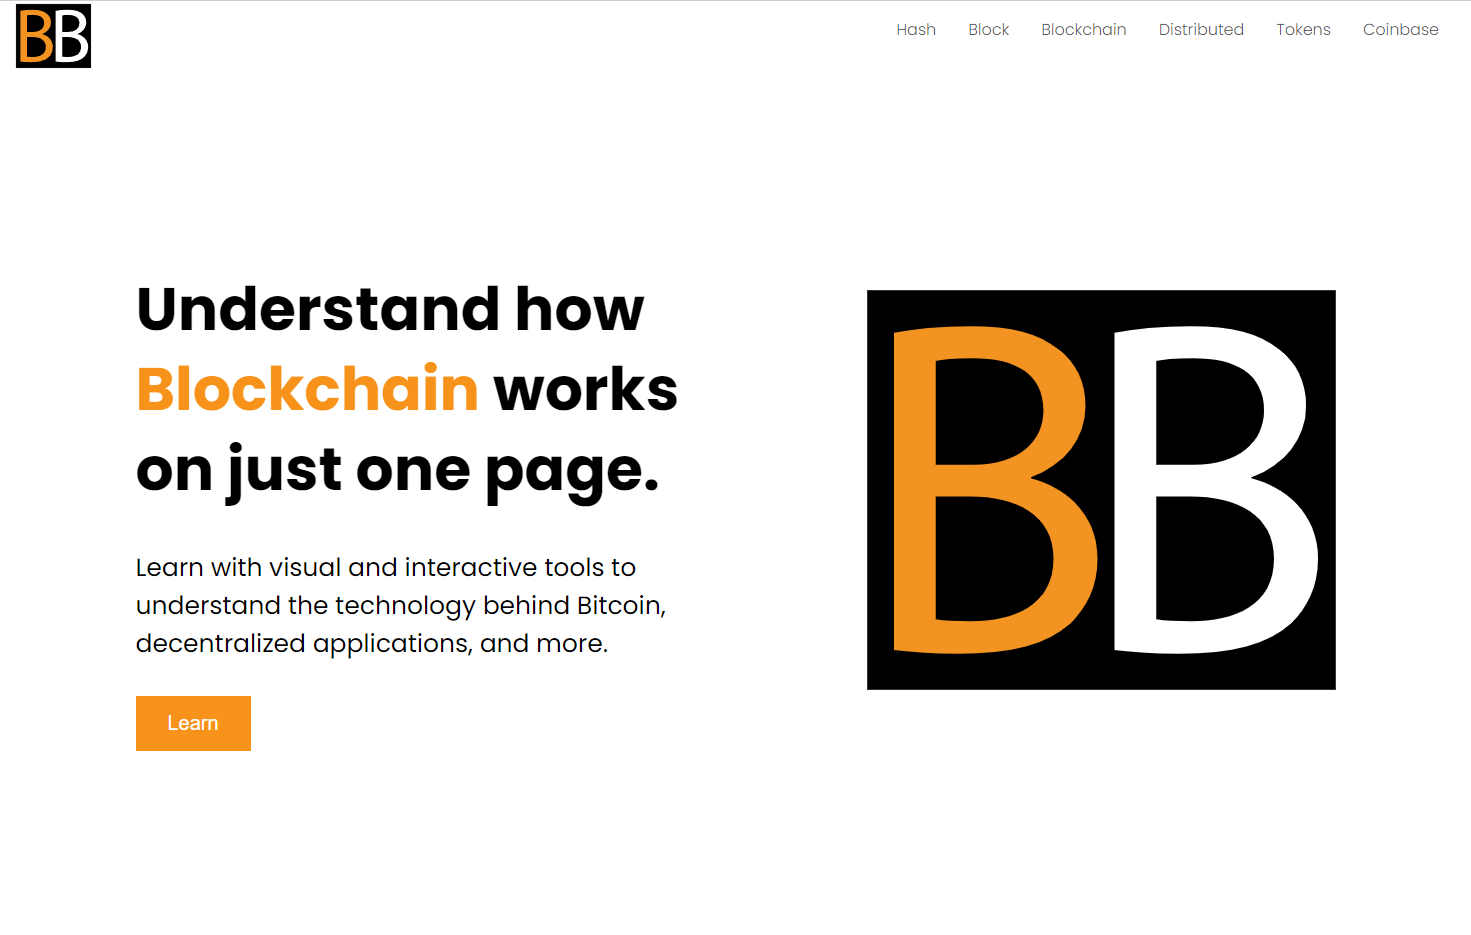 BB
Hash Block Blockchain Distributed Tokens Coinbase
Understand how
Blockchain works
on just one page.
Learn with visual and interactive tools to
understand the technology behind Bitcoin,
decentralized applications, and more.
Learn
BB